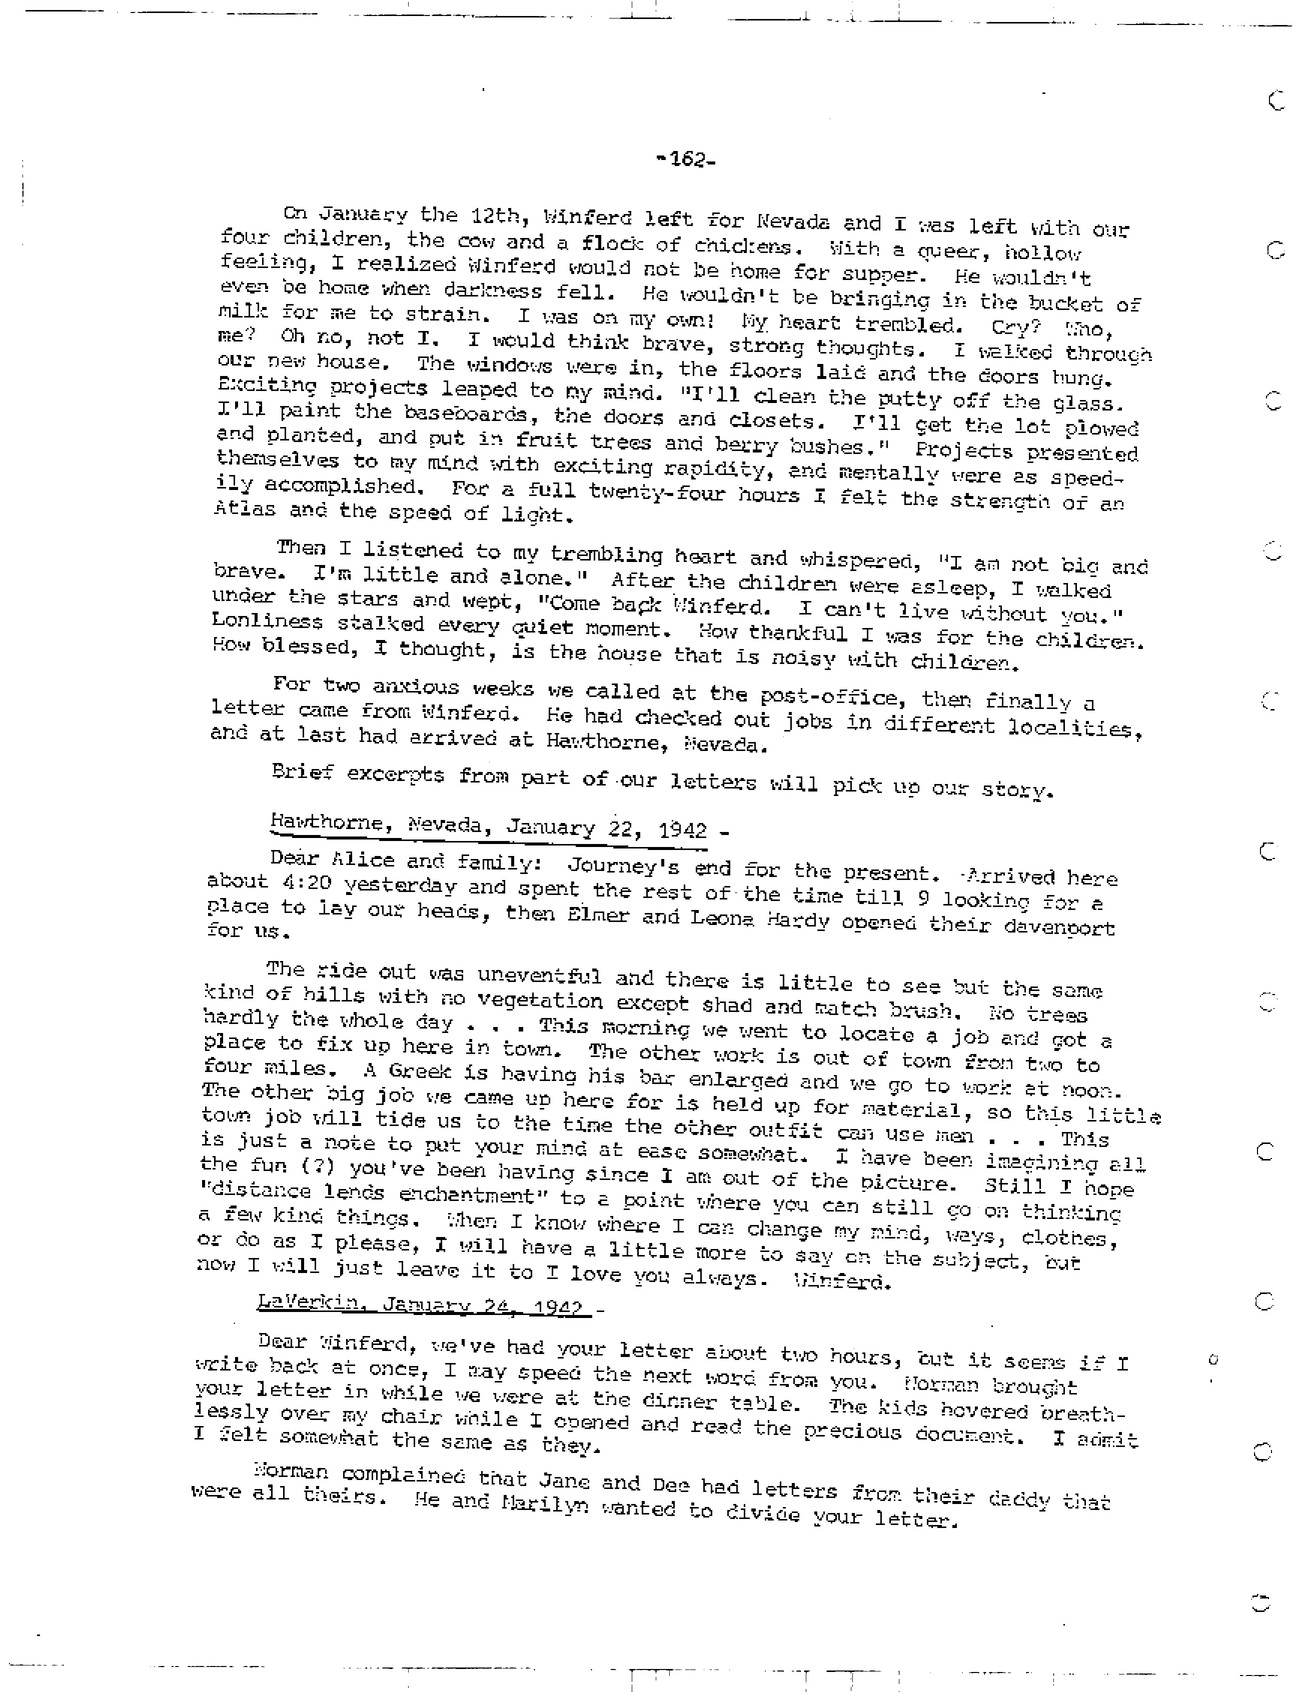 -162-
On January the 12th, Winferd left for Nevada and I was left with our
four children, the cow and a flock of chickens. With a queer, hollow
feeling, I realized Winferd would not be home for supper. He wouldn't
even be home when darkness fell. He wouldn't be bringing in the bucket of
milk for me to strain. I was on my own! My heart trembled. Cry? Who,
me? Oh no, not I. I would think brave, strong thoughts. I walked through
our new house. The windows were in, the floors laid and the doors hung.
Exciting projects leaped to my mind. "I'll clean the putty off the glass.
I'll paint the baseboards, the doors and closets. I'll get the lot plowed
and planted, and put in fruit trees and berry bushes." Projects presented
themselves to my mind with exciting rapidity, and mentally were as speed-
ily accomplished. For a full twenty-four hours I felt the strength of an
Atlas and the speed of light.
Then I listened to my trembling heart and whispered, "I am not big and
brave. I'm little and alone." After the children were asleep, I walked
under the stars and wept, "Come back Winferd. I can't live without you."
Lonliness stalked every quiet moment. How thankful I was for the children.
How blessed, I thought, is the house that is noisy with children.
For two anxious weeks we called at the post-office, then finally a
letter came from Winferd. He had checked out jobs in different localities,
and at last had arrived at Hawthorne, Nevada.
Brief excerpts from part of our letters will pick up our story.
Hawthorne, Nevada, January 22, 1942 -
Dear Alice and family: Journey's end for the present. Arrived here
about 4:20 yesterday and spent the rest of the time till 9 looking for a
place to lay our heads, then Elmer and Leona Hardy opened their davenport
for us.
The ride out was uneventful and there is little to see but the same
kind of hills with no vegetation except shad and match brush. No trees
hardly the whole day . . . This morning we went to locate a job and got a
place to fix up here in town. The other work is out of town from two to
four miles. A Greek is having his bar enlarged and we go to work at noon.
The other big job we came up here for is held up for material, so this little
town job will tide us to the time the other outfit can use men . . . This
is just a note to put your mind at ease somewhat. I have been imagining all
the fun (?) you've been having since I am out of the picture. Still I hope
"distance lends enchantment" to a point where you can still go on thinking
a few kind things. When I know where I can change my mind, ways, clothes,
or do as I please, I will have a little more to say on the subject, but
now I will just leave it to I love you always. Winferd.
LaVerkin, January 24, 1942 -
Dear Winferd, we've had your letter about two hours, but it seems if I
write back at once, I may speed the next word from you. Norman brought
your letter in while we were at the dinner table. The kids hovered breath-
lessly over my chair while I opened and read the precious document. I admit
I felt somewhat the same as they.
Norman complained that Jane and Dee had letters from their daddy that
were all theirs. He and Marilyn wanted to divide your letter.